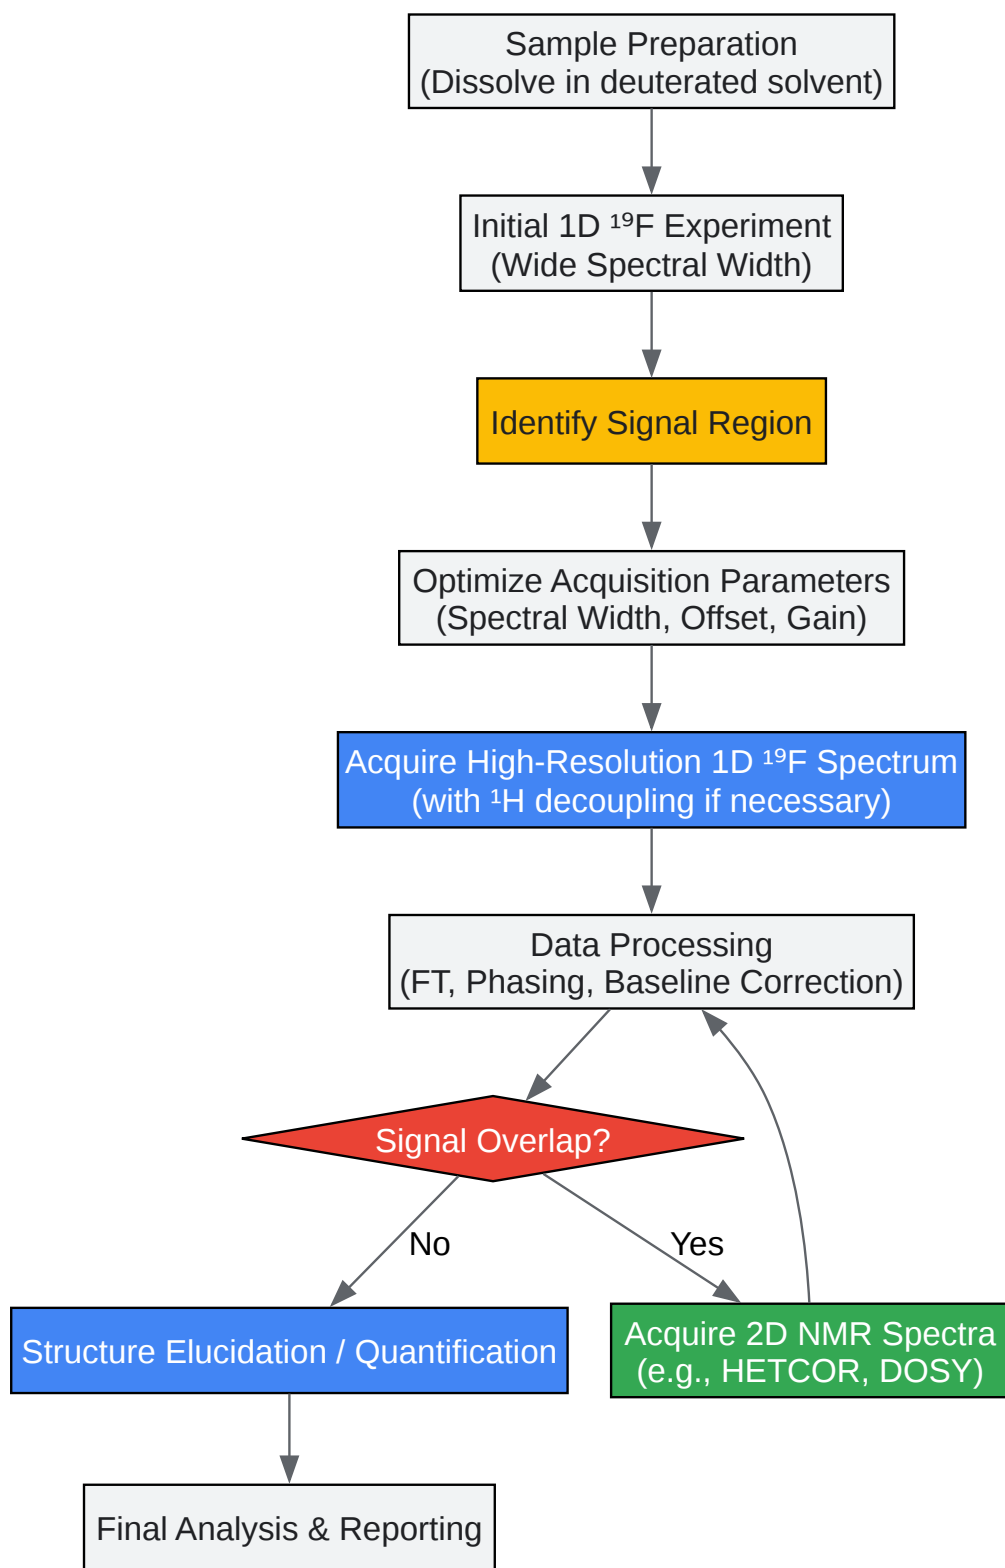 Sample Preparation
(Dissolve in deuterated solvent)
Initial 1D ¹⁹F Experiment
(Wide Spectral Width)
Identify Signal Region
Optimize Acquisition Parameters
(Spectral Width, Offset, Gain)
Acquire High-Resolution 1D ¹⁹F Spectrum
(with ¹H decoupling if necessary)
Data Processing
(FT, Phasing, Baseline Correction)
Signal Overlap?
No
Yes
Structure Elucidation / Quantification
Acquire 2D NMR Spectra
(e.g., HETCOR, DOSY)
Final Analysis & Reporting